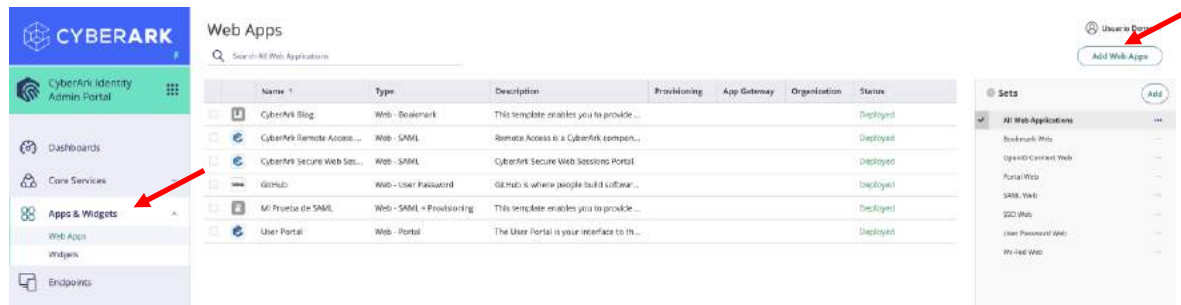 CYBERARK
CyberArk Identity
Admin Portal
Dashboards
Core Services
Apps & Widgets
Web Apps
Widgets
Endpoints
Web Apps
Search All Web Applications
Usuario
Add Web Apps
Name ↑ Type Description Provisioning App Gateway Organization Status
CyberArk Blog Web - Bookmark This template enables you to provide ... Deployed
CyberArk Remote Access ... Web - SAML Remote Access is a CyberArk compon... Deployed
CyberArk Secure Web Ses... Web - SAML CyberArk Secure Web Sessions Portal Deployed
GitHub Web - User Password GitHub is where people build softwar... Deployed
Mi Prueba de SAML Web - SAML + Provisioning This template enables you to provide ... Deployed
User Portal Web - Portal The User Portal is your interface to th... Deployed
Sets Add
All Web Applications ...
Bookmark Web ...
OpenID Connect Web ...
Portal Web ...
SAML Web ...
SSO Web ...
User Password Web ...
Ws-Fed Web ...